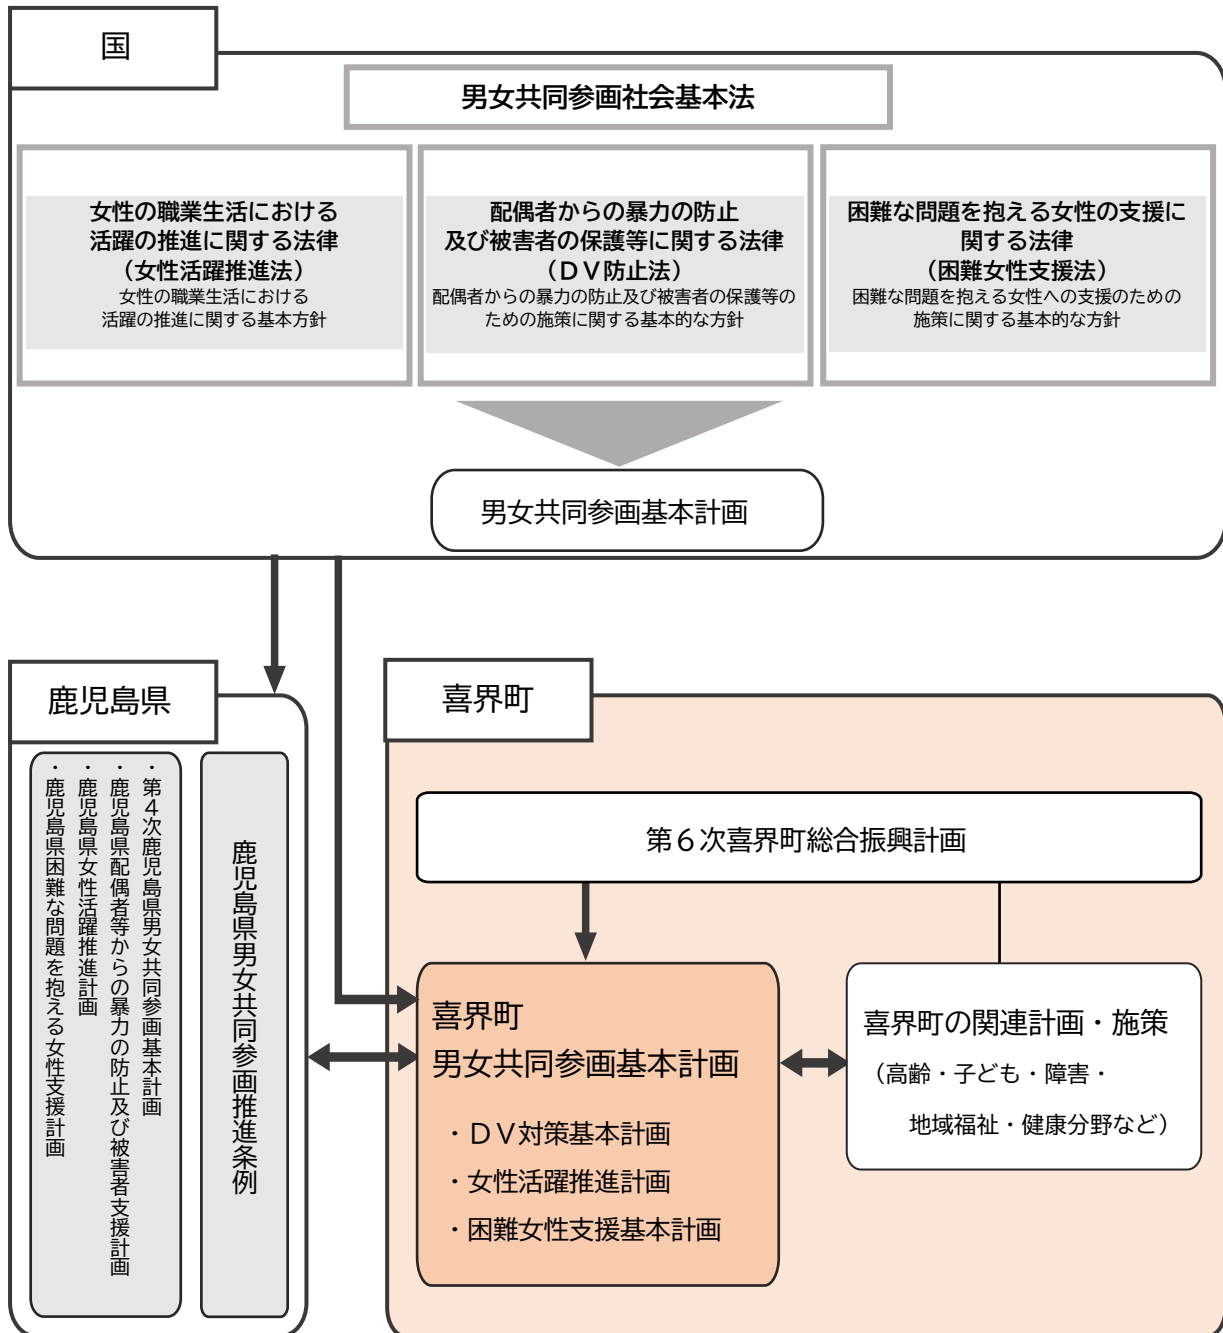 国
男女共同参画社会基本法
女性の職業生活における
活躍の推進に関する法律
（女性活躍推進法）
女性の職業生活における
活躍の推進に関する基本方針
配偶者からの暴力の防止
及び被害者の保護等に関する法律
（ＤＶ防止法）
配偶者からの暴力の防止及び被害者の保護等の
ための施策に関する基本的な方針
困難な問題を抱える女性の支援に
関する法律
（困難女性支援法）
困難な問題を抱える女性への支援のための
施策に関する基本的な方針
男女共同参画基本計画
鹿児島県
鹿児島県男女共同参画推進条例
・第４次鹿児島県男女共同参画基本計画
・鹿児島県配偶者等からの暴力の防止及び被害者支援計画
・鹿児島県女性活躍推進計画
・鹿児島県困難な問題を抱える女性支援計画
喜界町
第６次喜界町総合振興計画
喜界町
男女共同参画基本計画
・ＤＶ対策基本計画
・女性活躍推進計画
・困難女性支援基本計画
喜界町の関連計画・施策
（高齢・子ども・障害・
地域福祉・健康分野など）